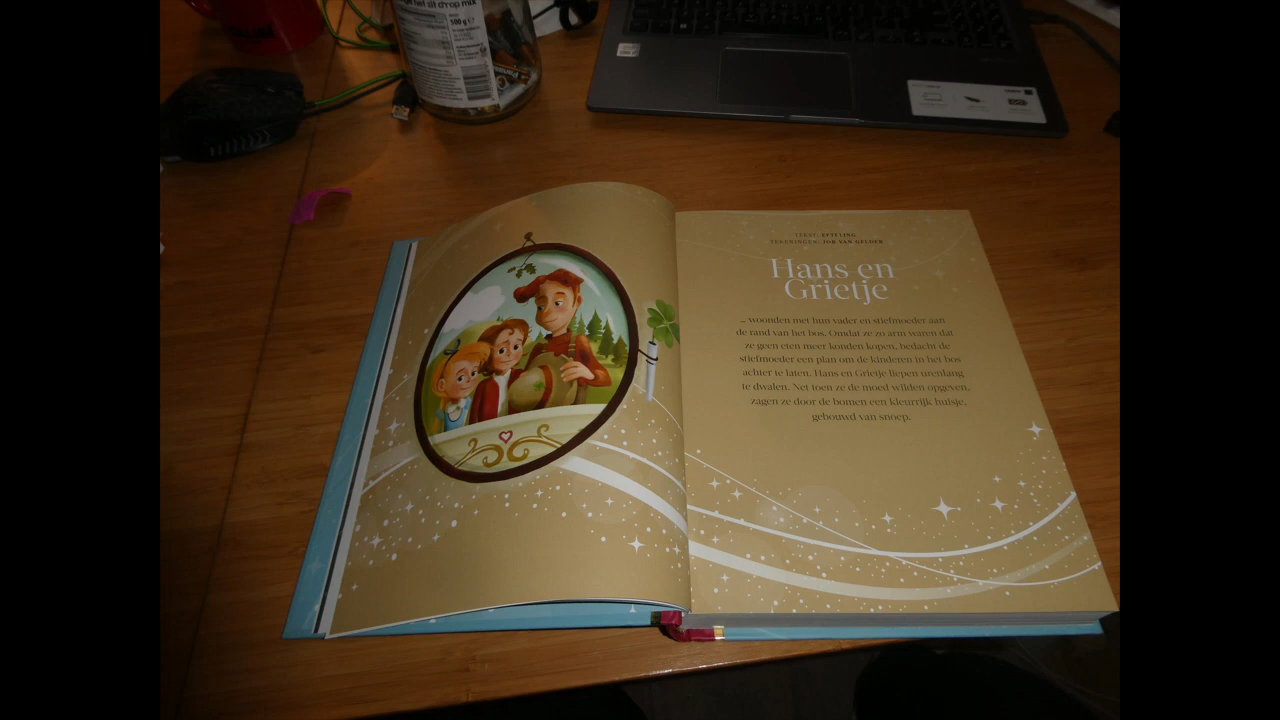 500 g
TEKST: EFTELING
TEKENINGEN: JOB VAN GELDER
Hans en
Grietje
... woonden met hun vader en stiefmoeder aan
de rand van het bos. Omdat ze zo arm waren dat
ze geen eten meer konden kopen, bedacht de
stiefmoeder een plan om de kinderen in het bos
achter te laten. Hans en Grietje liepen urenlang
te dwalen. Net toen ze de moed wilden opgeven,
zagen ze door de bomen een kleurrijk huisje,
gebouwd van snoep.